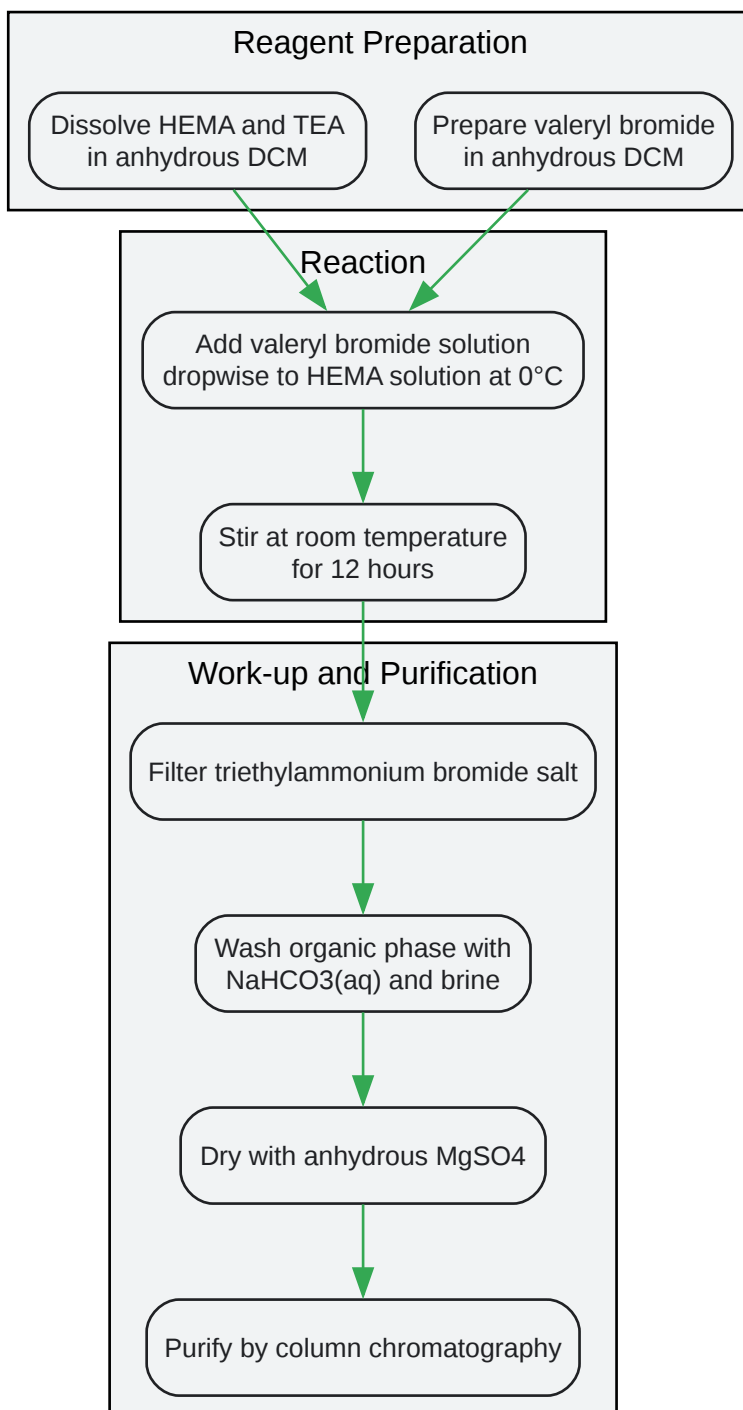 Reagent Preparation
Dissolve HEMA and TEA
in anhydrous DCM
Prepare valeryl bromide
in anhydrous DCM
Reaction
Add valeryl bromide solution
dropwise to HEMA solution at 0°C
Stir at room temperature
for 12 hours
Work-up and Purification
Filter triethylammonium bromide salt
Wash organic phase with
NaHCO3(aq) and brine
Dry with anhydrous MgSO4
Purify by column chromatography